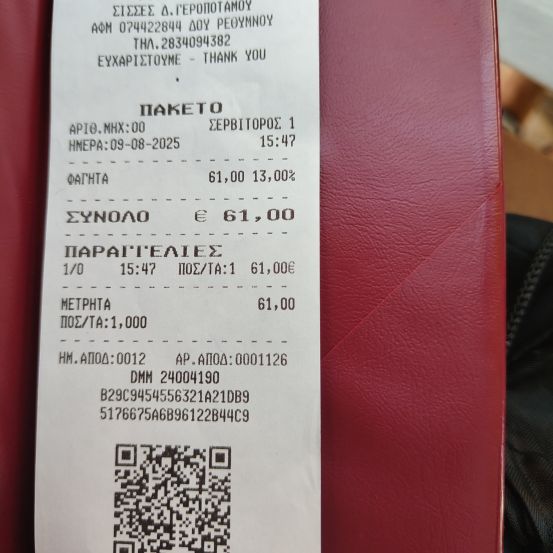 ΣΙΣΣΕΣ Δ.ΓΕΡΟΠΟΤΑΜΟΥ
ΑΦΜ 074422844 ΔΟΥ ΡΕΘΥΜΝΟΥ
ΤΗΛ.2834094382
ΕΥΧΑΡΙΣΤΟΥΜΕ - THANK YOU
ΠΑΚΕΤΟ
ΑΡΙΘ.ΜΗΧ:00 ΣΕΡΒΙΤΟΡΟΣ 1
ΗΜΕΡΑ:09-08-2025 15:47
ΦΑΓΗΤΑ 61,00 13,00%
ΣΥΝΟΛΟ € 61,00
ΠΑΡΑΓΓΕΛΙΕΣ
1/0 15:47 ΠΟΣ/ΤΑ:1 61,00€
ΜΕΤΡΗΤΑ 61,00
ΠΟΣ/ΤΑ:1,000
ΗΜ.ΑΠΟΔ:0012 ΑΡ.ΑΠΟΔ:0001126
DMM 24004190
B29C9454556321A21DB9
5176675A6B96122B44C9